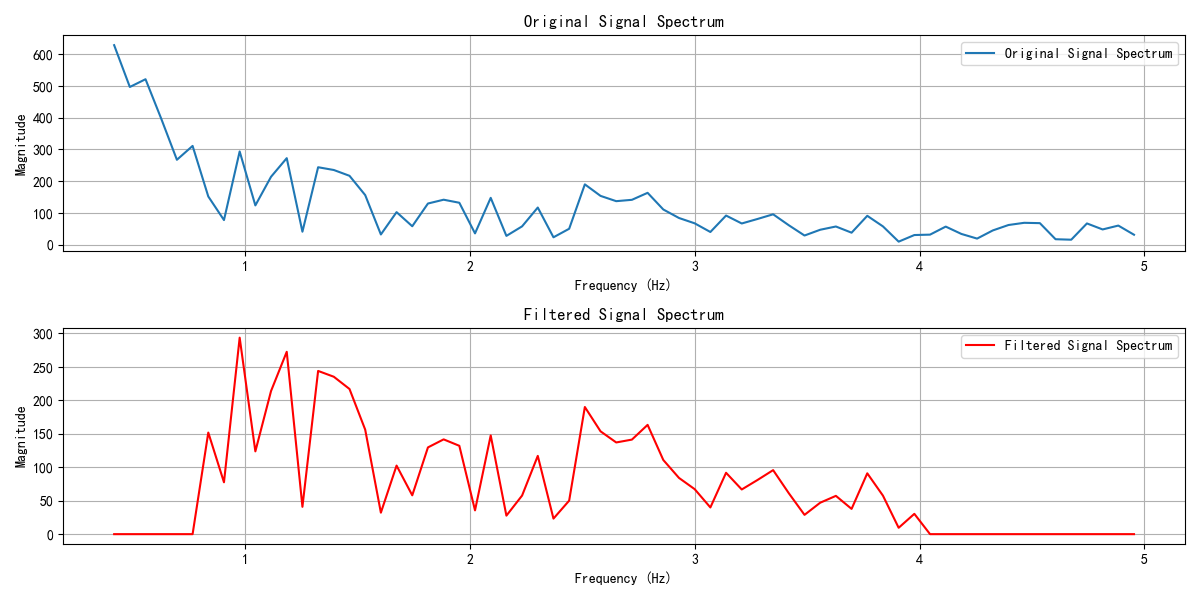 Original Signal Spectrum
Original Signal Spectrum
Magnitude
600
500
400
300
200
100
0
1 2 3 4 5
Frequency (Hz)
Filtered Signal Spectrum
Filtered Signal Spectrum
Magnitude
300
250
200
150
100
50
0
1 2 3 4 5
Frequency (Hz)